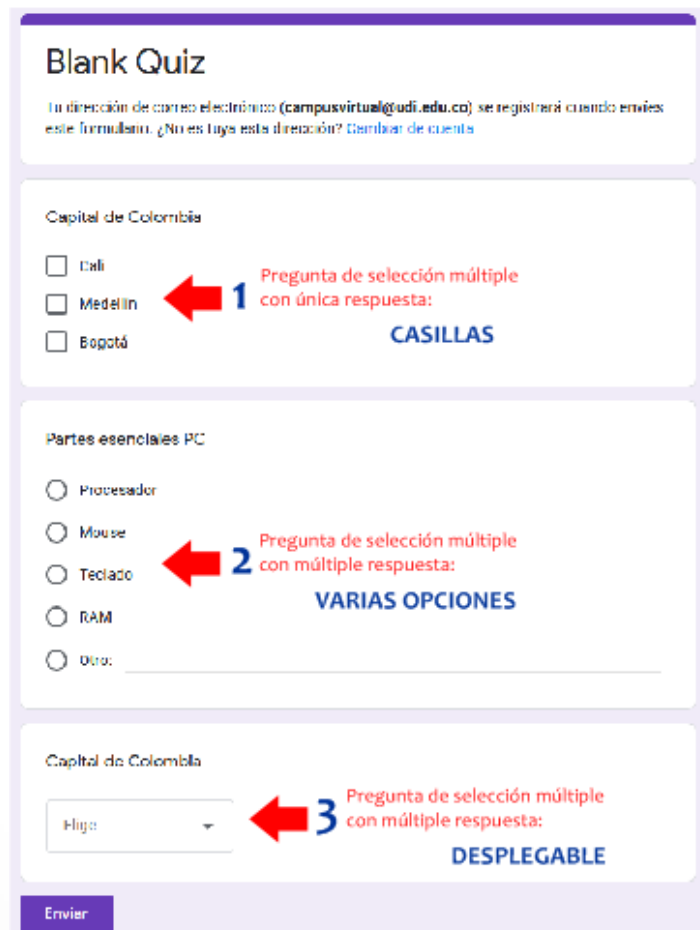 Blank Quiz
Tu dirección de correo electrónico (campusvirtual@udi.edu.co) se registrará cuando envíes
este formulario. ¿No es tuya esta dirección? Cambiar de cuenta
Capital de Colombia
Cali
Medellín
Bogotá
1 Pregunta de selección múltiple
con única respuesta:
CASILLAS
Partes esenciales PC
Procesador
Mouse
Teclado
RAM
Otro:
2 Pregunta de selección múltiple
con múltiple respuesta:
VARIAS OPCIONES
Capital de Colombia
Elige
3 Pregunta de selección múltiple
con múltiple respuesta:
DESPLEGABLE
Enviar